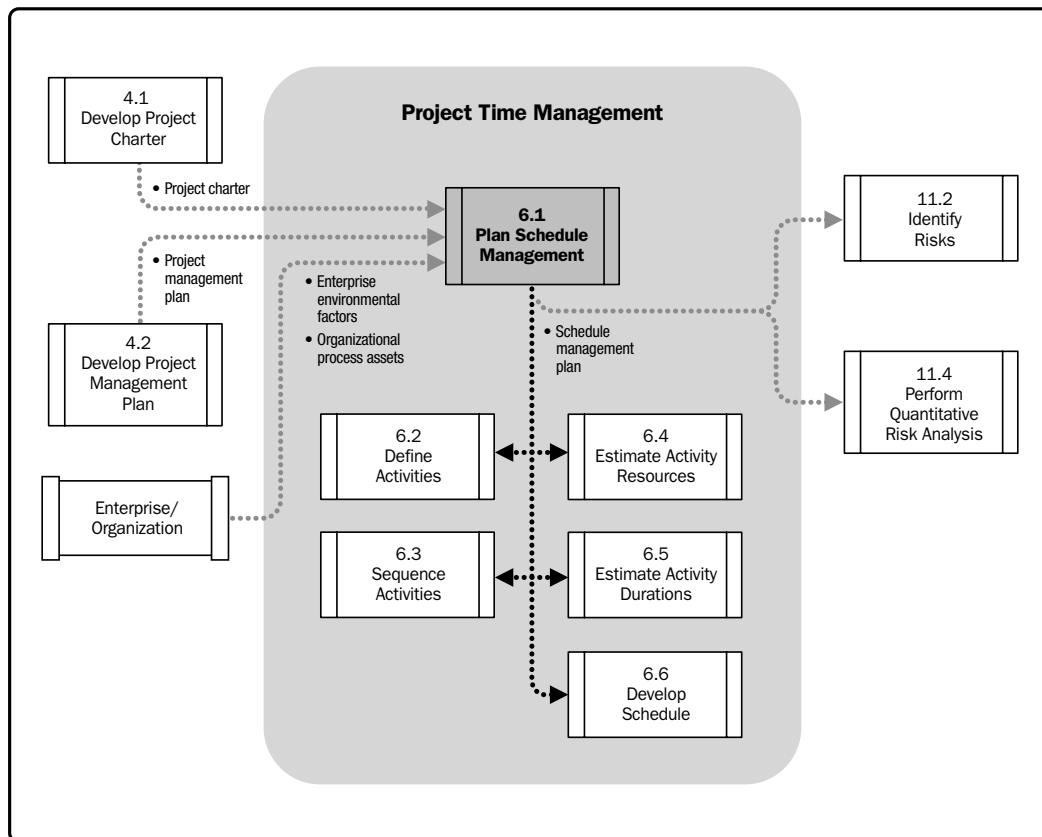 Project Time Management
4.1
Develop Project
Charter
• Project charter
6.1
Plan Schedule
Management
11.2
Identify
Risks
• Project
management
plan
• Enterprise
environmental
factors
• Organizational
process assets
4.2
Develop Project
Management
Plan
• Schedule
management
plan
11.4
Perform
Quantitative
Risk Analysis
6.2
Define
Activities
6.4
Estimate Activity
Resources
Enterprise/
Organization
6.3
Sequence
Activities
6.5
Estimate Activity
Durations
6.6
Develop
Schedule